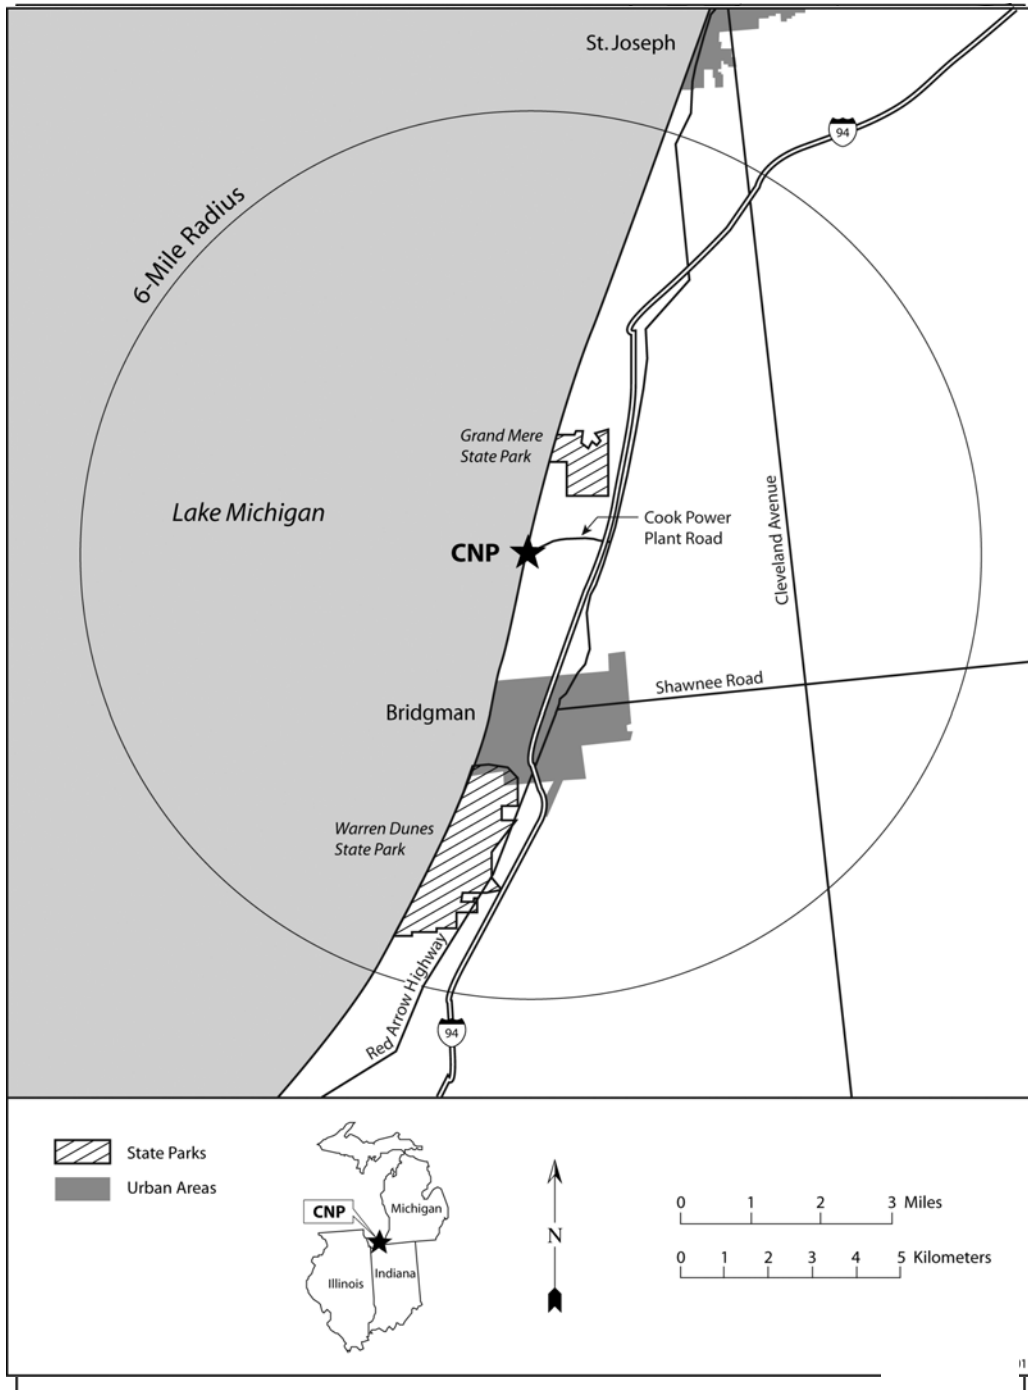 St. Joseph
94
6-Mile Radius
Grand Mere
State Park
Lake Michigan
Cook Power
Plant Road
CNP
Cleveland Avenue
Shawnee Road
Bridgman
Warren Dunes
State Park
Red Arrow Highway
94
State Parks
Urban Areas
CNP
Michigan
Illinois
Indiana
N
0 1 2 3 Miles
0 1 2 3 4 5 Kilometers